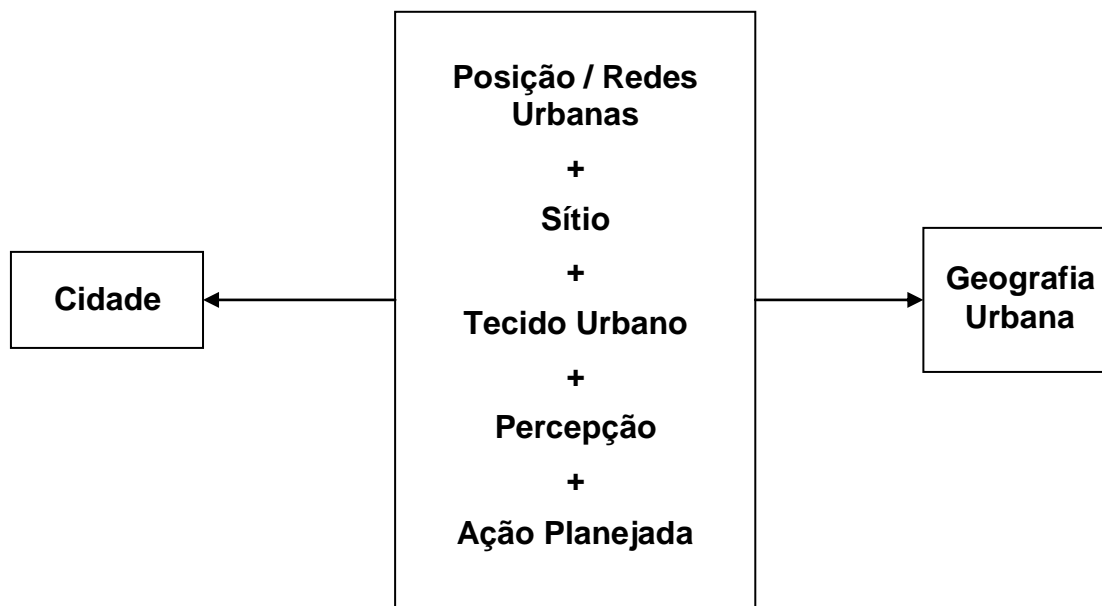 Cidade
Posição / Redes
Urbanas
+
Sítio
+
Tecido Urbano
+
Percepção
+
Ação Planejada
Geografia
Urbana